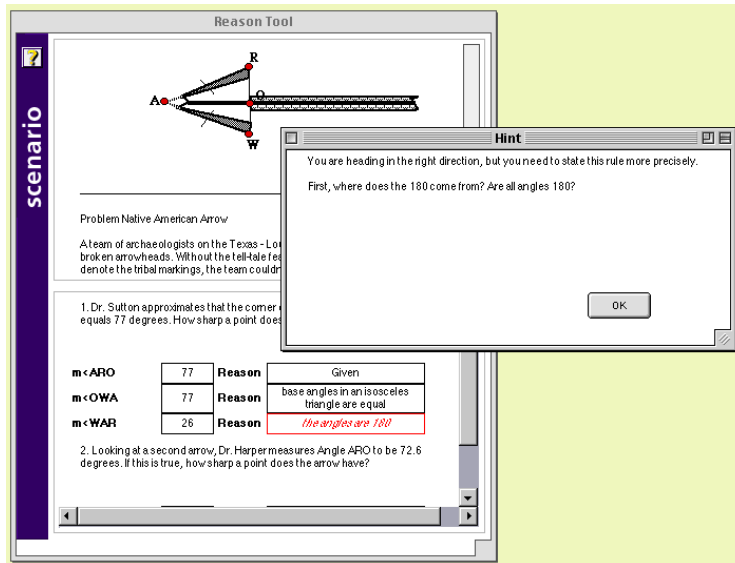 Reason Tool
?
scenario
R
A
O
W
Problem Native American Arrow
A team of archaeologists on the Texas - Lou
broken arrowheads. Without the tell-tale fea
denote the tribal markings, the team couldn
1. Dr. Sutton approximates that the corner
equals 77 degrees. How sharp a point does
m<ARO 77 Reason Given
m<OWA 77 Reason base angles in an isosceles
triangle are equal
m<WAR 26 Reason the angles are 180
2. Looking at a second arrow, Dr. Harper measures Angle ARO to be 72.6
degrees. If this is true, how sharp a point does the arrow have?
Hint
You are heading in the right direction, but you need to state this rule more precisely.
First, where does the 180 come from? Are all angles 180?
OK